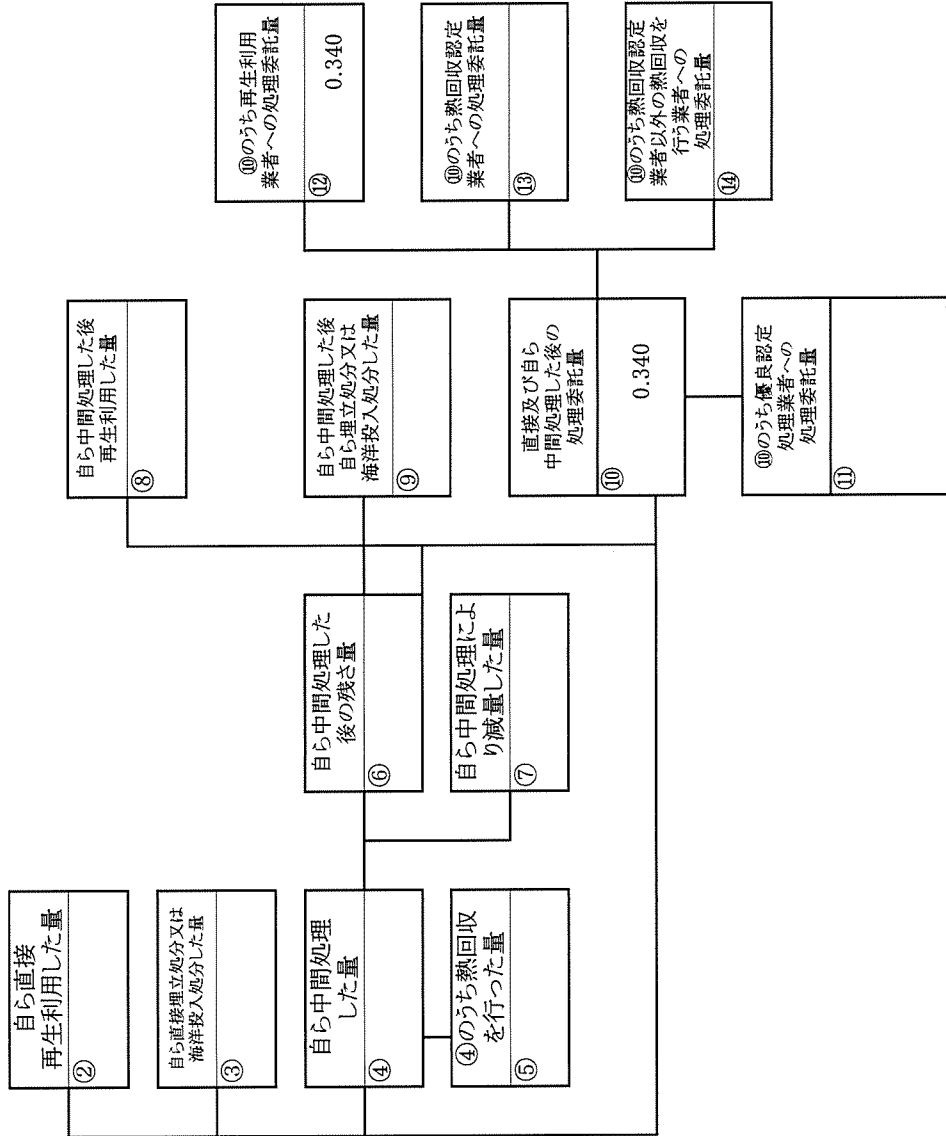 自ら直接
再生利用した量
②
自ら直接埋立処分又は
海洋投入処分した量
③
自ら中間処理
した量
④
④のうち熱回収
を行った量
⑤
自ら中間処理した
後の残さ量
⑥
自ら中間処理によ
り減量した量
⑦
自ら中間処理した後
再生利用した量
⑧
自ら中間処理した後
自ら埋立処分又は
海洋投入処分した量
⑨
直接及び自ら
中間処理した後の
処理委託量
⑩
0.340
⑩のうち優良認定
処理業者への
処理委託量
⑪
⑩のうち再生利用
業者への処理委託量
⑫
0.340
⑩のうち熱回収認定
業者への処理委託量
⑬
⑩のうち熱回収認定
業者以外の熱回収を
行う業者への
処理委託量
⑭